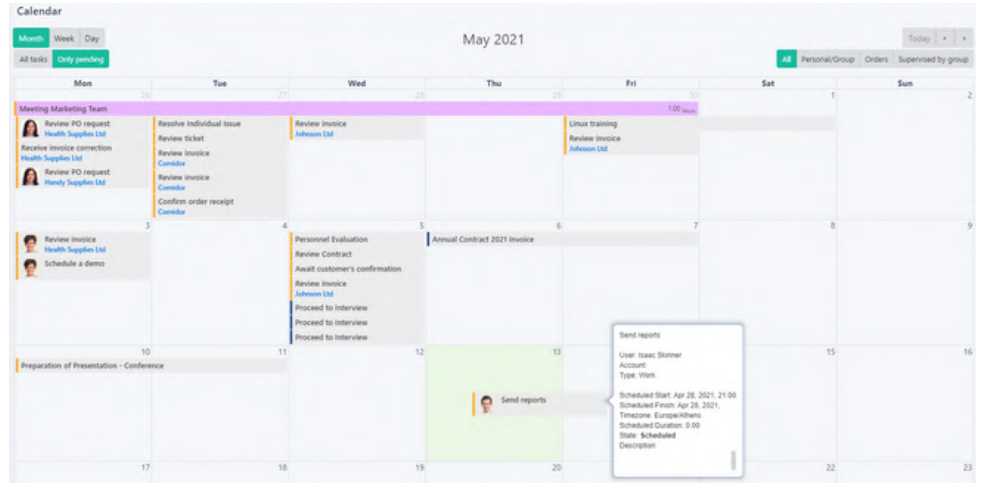 Calendar
Month Week Day
May 2021
Today
All tasks Only pending
All Personal/Group Orders Supervised by group
Mon Tue Wed Thu Fri Sat Sun
26 27 28 29 30 1 2
Meeting Marketing Team 1.00 hours
Review PO request
Health Supplies Ltd
Receive invoice correction
Health Supplies Ltd
Review PO request
Handy Supplies Ltd
Resolve Individual Issue
Review ticket
Review invoice
Comidor
Review invoice
Comidor
Confirm order receipt
Comidor
Review invoice
Johnson Ltd
Linux training
Review invoice
Johnson Ltd
3 4 5 6 7 8 9
Review invoice
Health Supplies Ltd
Schedule a demo
Personnel Evaluation
Review Contract
Await customer's confirmation
Review invoice
Johnson Ltd
Proceed to Interview
Proceed to Interview
Proceed to Interview
Annual Contract 2021 Invoice
10 11 12 13 15 16
Preparation of Presentation - Conference
Send reports
Send reports
User: Isaac Skinner
Account:
Type: Work
Scheduled Start: Apr 28, 2021, 21:00
Scheduled Finish: Apr 28, 2021,
Timezone: Europe/Athens
Scheduled Duration: 0.00
State: Scheduled
Description:
17 18 19 20 22 23